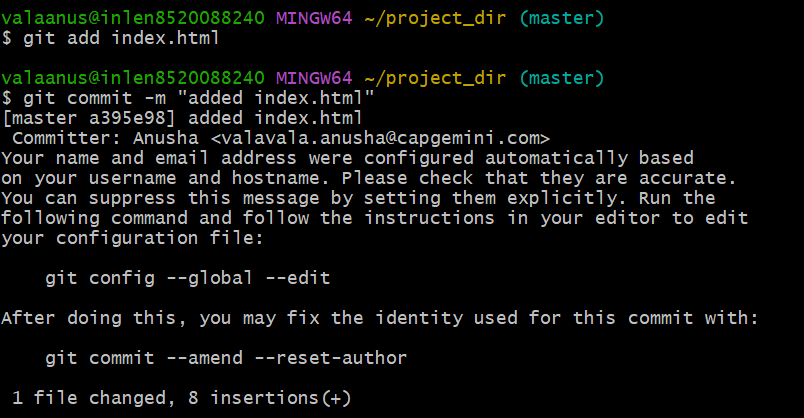 valaanus@inlen8520088240 MINGW64 ~/project_dir (master)
$ git add index.html
valaanus@inlen8520088240 MINGW64 ~/project_dir (master)
$ git commit -m "added index.html"
[master a395e98] added index.html
 Committer: Anusha <valavala.anusha@capgemini.com>
Your name and email address were configured automatically based
on your username and hostname. Please check that they are accurate.
You can suppress this message by setting them explicitly. Run the
following command and follow the instructions in your editor to edit
your configuration file:
    git config --global --edit
After doing this, you may fix the identity used for this commit with:
    git commit --amend --reset-author
 1 file changed, 8 insertions(+)